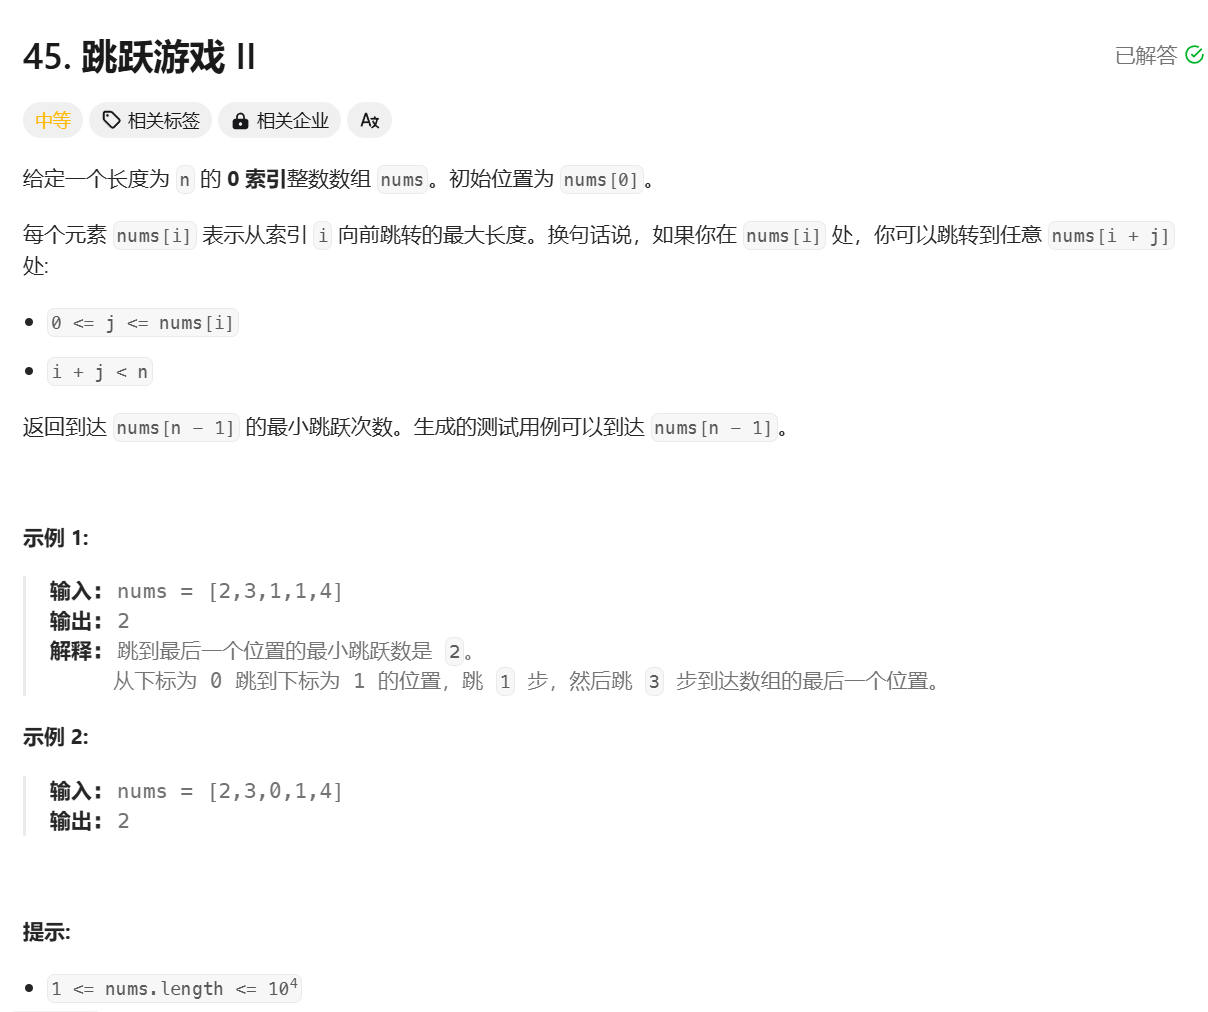 45. 跳跃游戏 II
已解答
中等
相关标签
相关企业
给定一个长度为 n 的 0 索引整数数组 nums。初始位置为 nums[0]。
每个元素 nums[i] 表示从索引 i 向前跳转的最大长度。换句话说，如果你在 nums[i] 处，你可以跳转到任意 nums[i + j]
处:
• 0 <= j <= nums[i]
• i + j < n
返回到达 nums[n - 1] 的最小跳跃次数。生成的测试用例可以到达 nums[n - 1]。
示例 1:
输入: nums = [2,3,1,1,4]
输出: 2
解释: 跳到最后一个位置的最小跳跃数是 2。
从下标为 0 跳到下标为 1 的位置，跳 1 步，然后跳 3 步到达数组的最后一个位置。
示例 2:
输入: nums = [2,3,0,1,4]
输出: 2
提示:
• 1 <= nums.length <= 10⁴